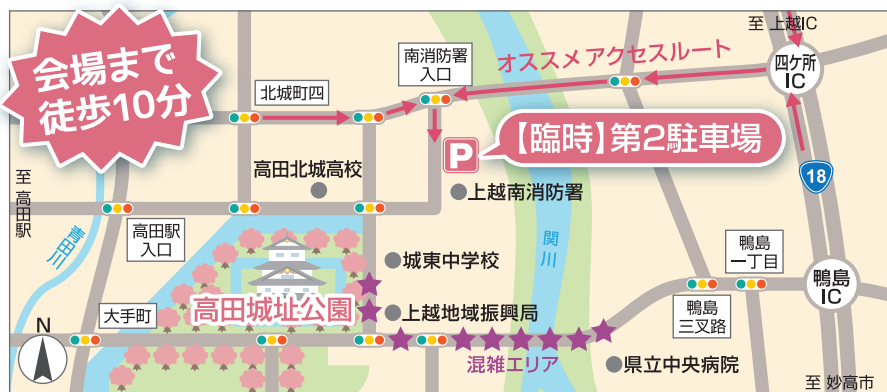 会場まで
徒歩10分
至 上越IC
四ケ所
IC
オススメ アクセスルート
南消防署
入口
北城町四
P
【臨時】第2駐車場
18
高田北城高校
上越南消防署
至 高田駅
高田駅
入口
青田川
関川
城東中学校
鴨島
一丁目
鴨島
IC
高田城址公園
上越地域振興局
鴨島
三叉路
大手町
N
混雑エリア
県立中央病院
至 妙高市